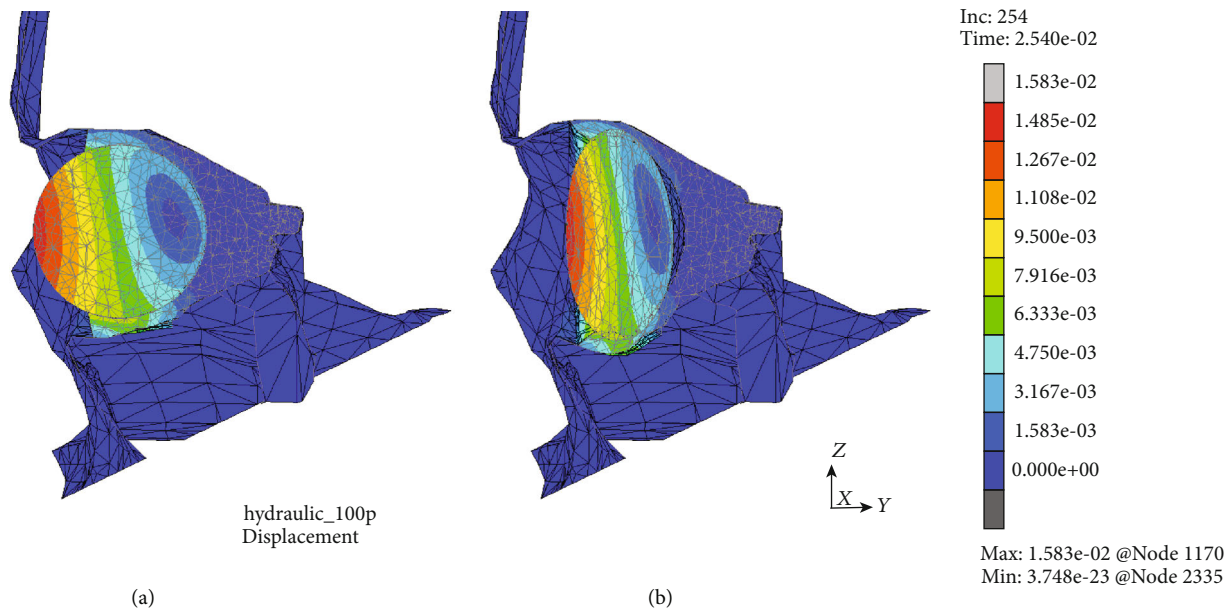 Inc: 254
Time: 2.540e-02
1.583e-02
1.485e-02
1.267e-02
1.108e-02
9.500e-03
7.916e-03
6.333e-03
4.750e-03
3.167e-03
1.583e-03
0.000e+00
Z
X Y
hydraulic_100p
Displacement
Max: 1.583e-02 @Node 1170
Min: 3.748e-23 @Node 2335
(a)
(b)